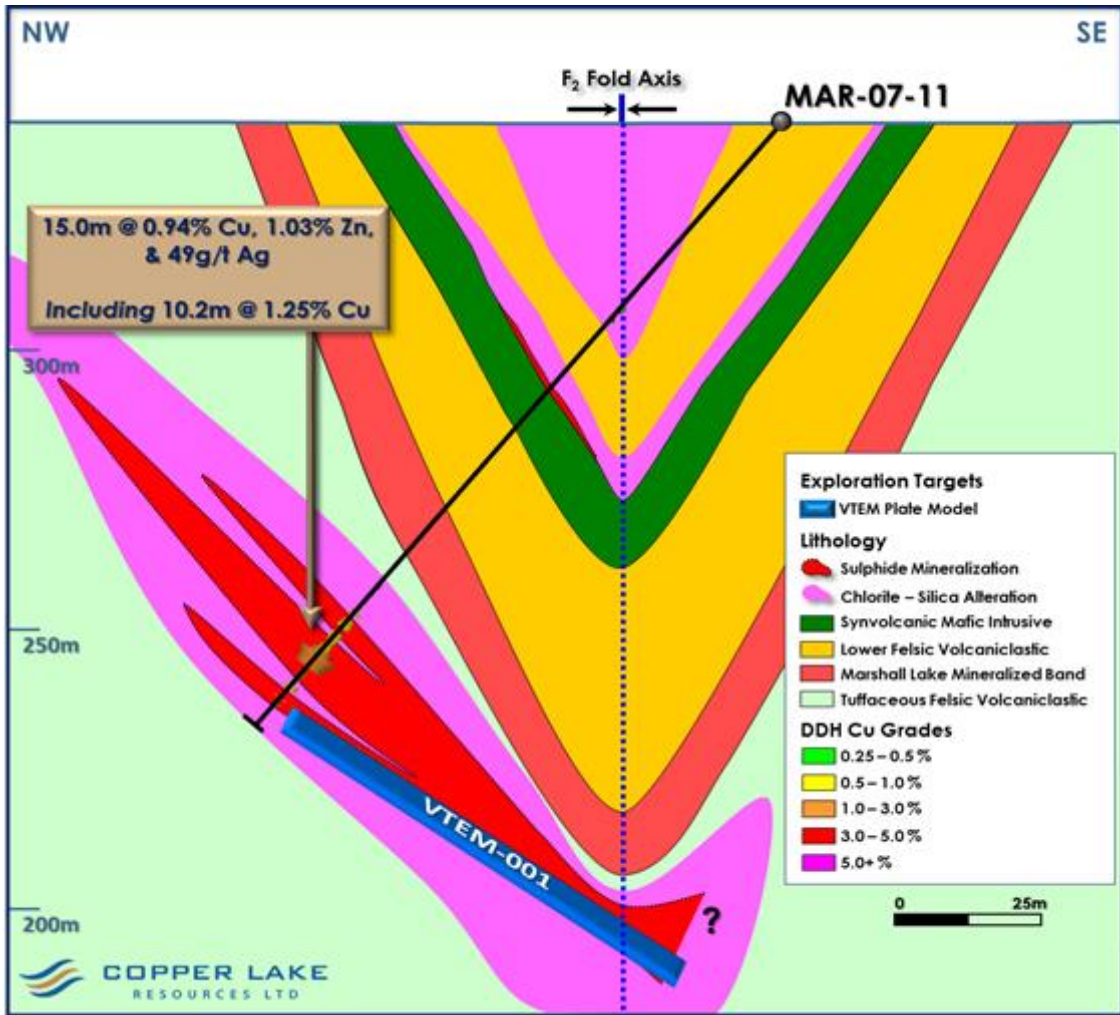 NW
SE
F2 Fold Axis
MAR-07-11
15.0m @ 0.94% Cu, 1.03% Zn,
& 49g/t Ag
Including 10.2m @ 1.25% Cu
300m
250m
200m
VTEM-001
?
Exploration Targets
VTEM Plate Model
Lithology
Sulphide Mineralization
Chlorite – Silica Alteration
Synvolcanic Mafic Intrusive
Lower Felsic Volcaniclastic
Marshall Lake Mineralized Band
Tuffaceous Felsic Volcaniclastic
DDH Cu Grades
0.25 – 0.5 %
0.5 – 1.0 %
1.0 – 3.0 %
3.0 – 5.0 %
5.0+ %
0 25m
COPPER LAKE
RESOURCES LTD